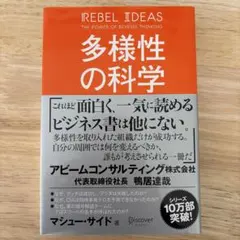 REBEL IDEAS
THE POWER OF DIVERSE THINKING
多様性
の科学
「これほど面白く、一気に読める
ビジネス書は他にない。」
多様性を取り入れた組織だけが成功する。
自分の周囲では何を変えるべきか、
誰もが考えさせられる一冊だ
アビームコンサルティング株式会社
代表取締役社長 鴨居達哉
シリーズ
10万部
突破!
Discover
マシュー・サイド 著